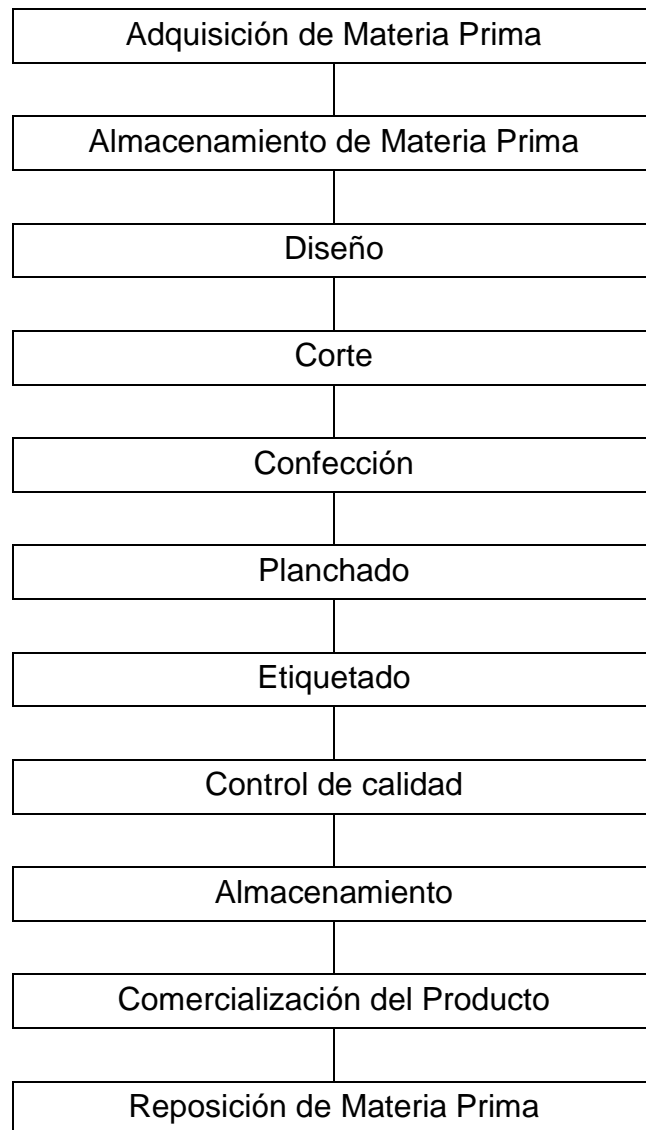 Adquisición de Materia Prima
Almacenamiento de Materia Prima
Diseño
Corte
Confección
Planchado
Etiquetado
Control de calidad
Almacenamiento
Comercialización del Producto
Reposición de Materia Prima